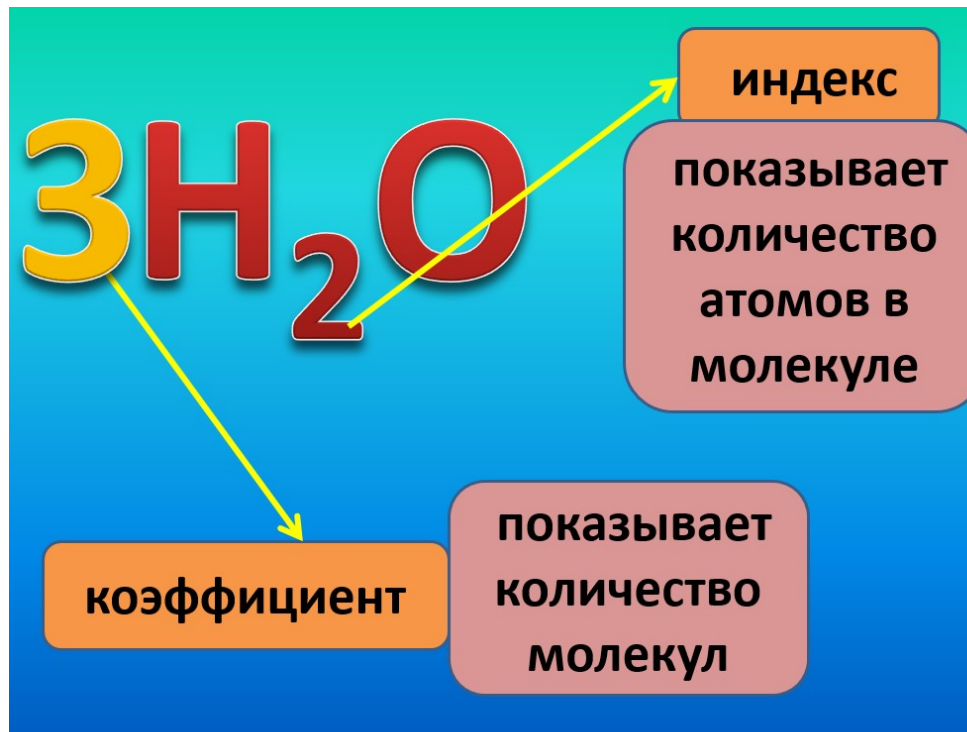 3H₂O
индекс
показывает
количество
атомов в
молекуле
коэффициент
показывает
количество
молекул